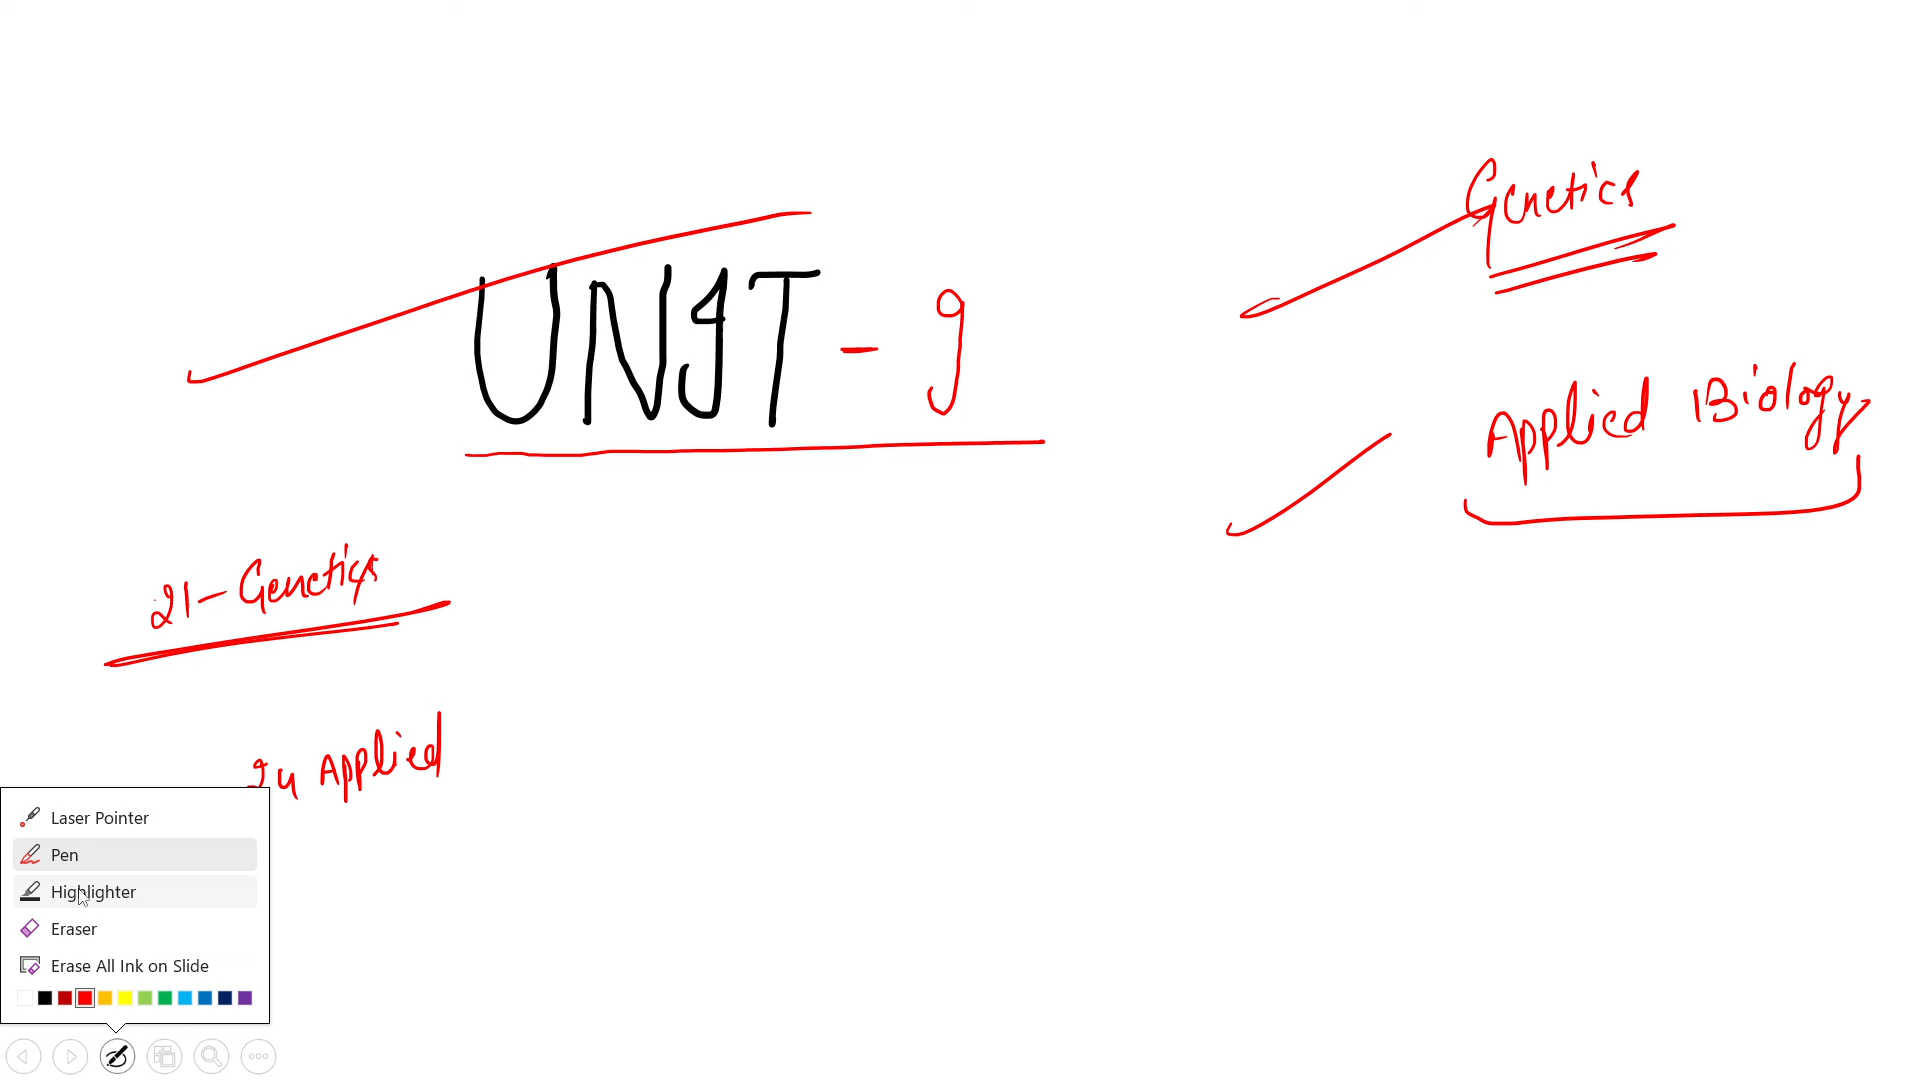 Genetics
UNIT - 9
Applied Biology
21 - Genetics
24 Applied
Laser Pointer
Pen
Highlighter
Eraser
Erase All Ink on Slide